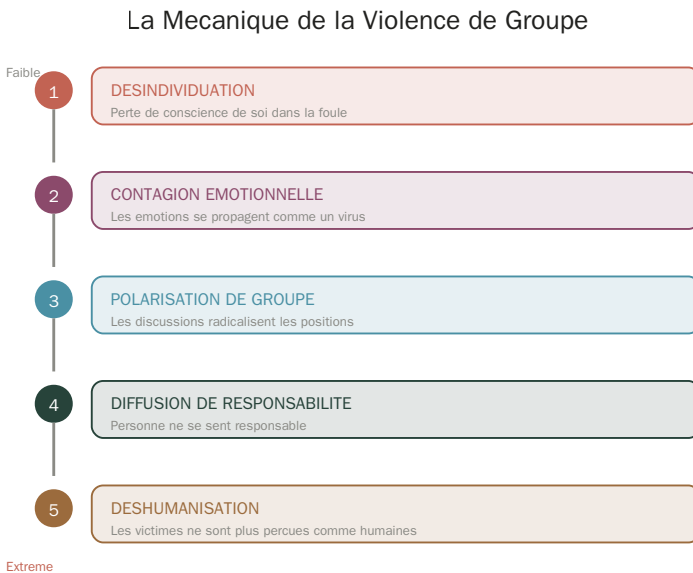 La Mecanique de la Violence de Groupe
Faible
1
DESINDIVIDUATION
Perte de conscience de soi dans la foule
2
CONTAGION EMOTIONNELLE
Les emotions se propagent comme un virus
3
POLARISATION DE GROUPE
Les discussions radicalisent les positions
4
DIFFUSION DE RESPONSABILITE
Personne ne se sent responsable
5
DESHUMANISATION
Les victimes ne sont plus percues comme humaines
Extreme